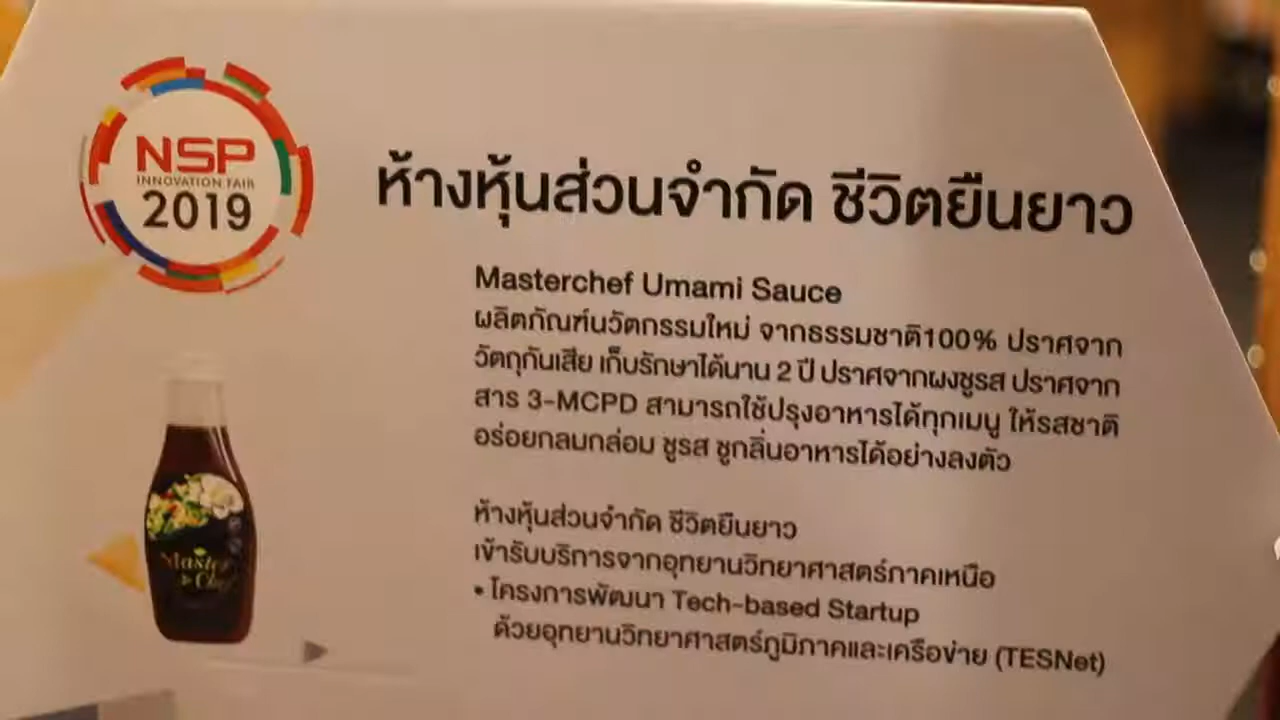 NSP
INNOVATION FAIR
2019
ห้างหุ้นส่วนจำกัด ชีวิตยืนยาว
Masterchef Umami Sauce
ผลิตภัณฑ์นวัตกรรมใหม่ จากธรรมชาติ100% ปราศจาก
วัตถุกันเสีย เก็บรักษาได้นาน 2 ปี ปราศจากผงชูรส ปราศจาก
สาร 3-MCPD สามารถใช้ปรุงอาหารได้ทุกเมนู ให้รสชาติ
อร่อยกลมกล่อม ชูรส ชูกลิ่นอาหารได้อย่างลงตัว
ห้างหุ้นส่วนจำกัด ชีวิตยืนยาว
เข้ารับบริการจากอุทยานวิทยาศาสตร์ภาคเหนือ
• โครงการพัฒนา Tech-based Startup
ด้วยอุทยานวิทยาศาสตร์ภูมิภาคและเครือข่าย (TESNet)
Master
Chef